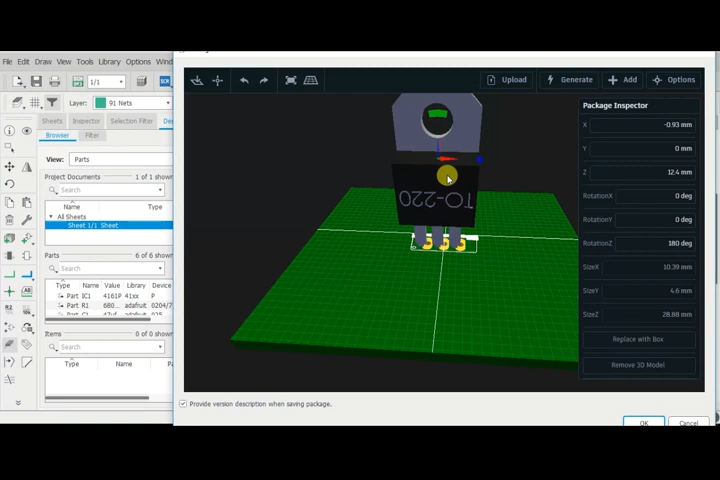 File Edit Draw View Tools Library Options Wind
1/1
SCR
Layer: 91 Nets
Sheets Inspector Selection Filter Des
Browser Filter
View: Parts
Project Documents 1 of 1 shown
Search
Name
All Sheets
Sheet 1/1 Sheet
Parts 6 of 6 shown
Search
Type Name Value Device
Part IC1 4161P 41xx P
Part R1 680... adafruit 0204/7
Items 0 of 0 shown
Search
Type Name
R2
Upload Generate Add Options
TO-220
Package Inspector
X -0.93 mm
Y 0 mm
Z 12.4 mm
RotationX 0 deg
RotationY 0 deg
RotationZ 180 deg
SizeX 10.39 mm
SizeY 4.6 mm
SizeZ 28.88 mm
Replace with Box
Remove 3D Model
Provide version description when saving package.
OK Cancel